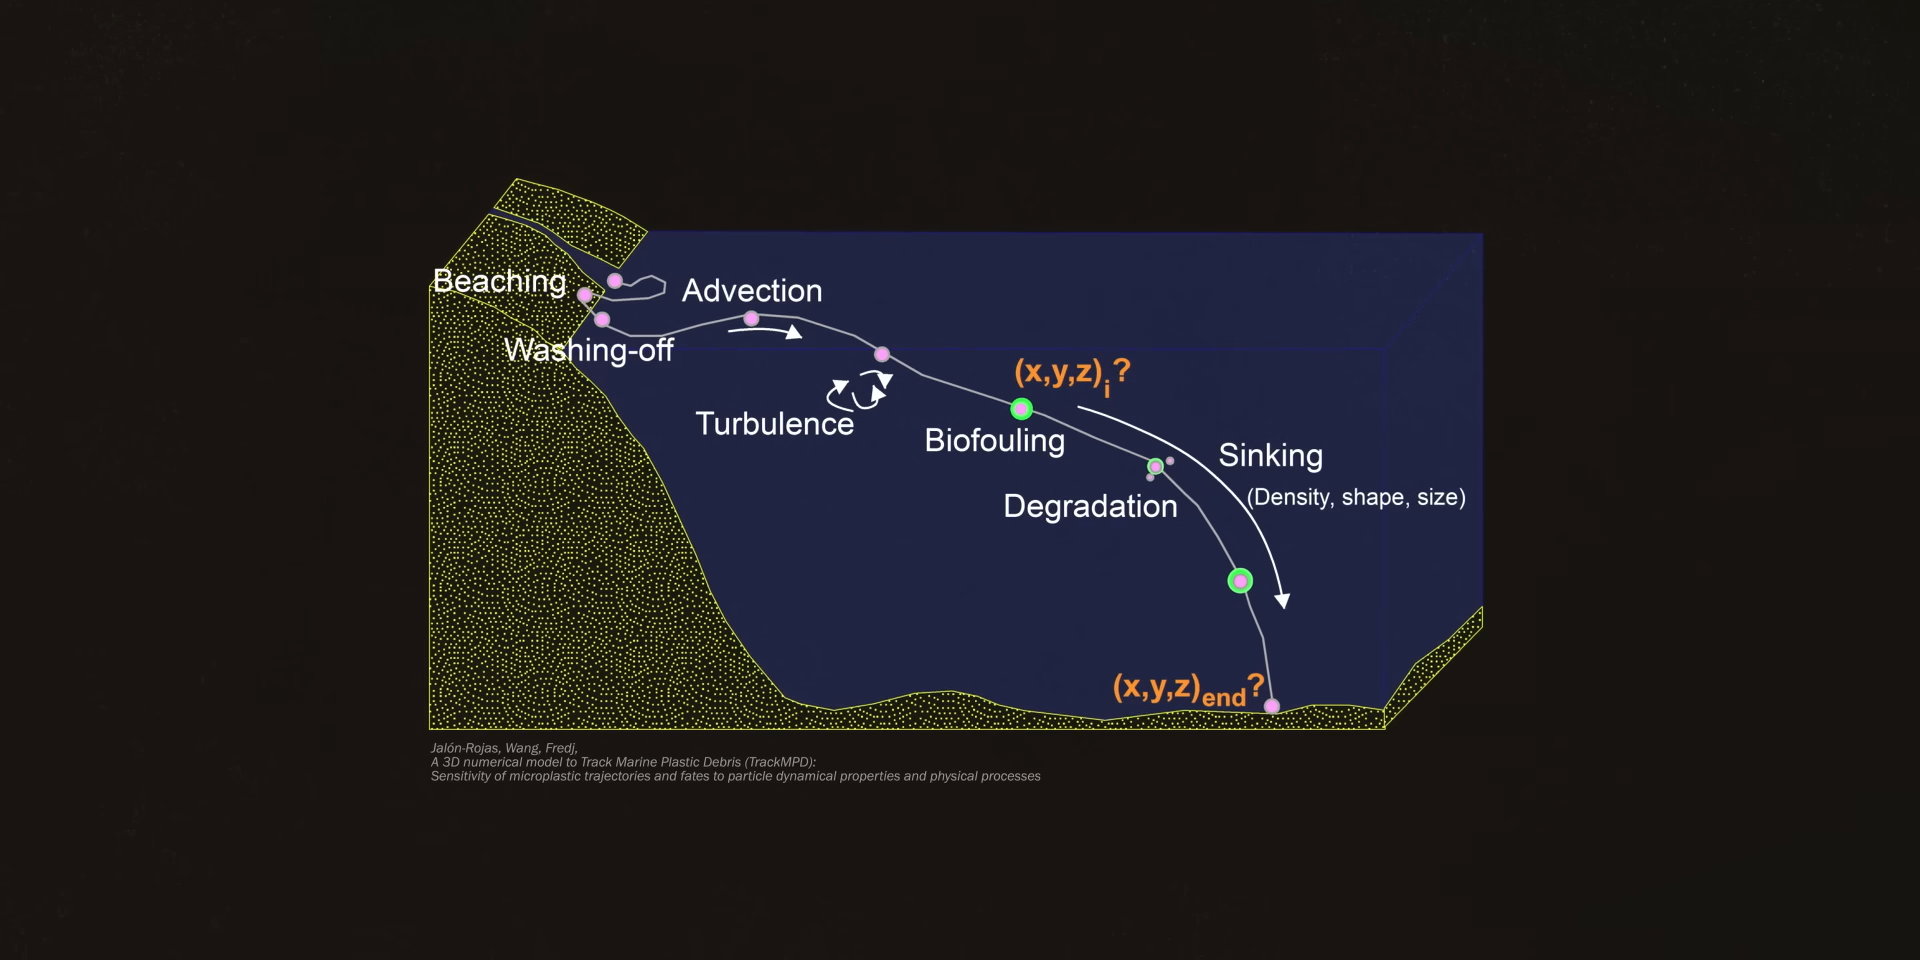 Beaching
Advection
Washing-off
(x,y,z)i?
Turbulence
Biofouling
Sinking
(Density, shape, size)
Degradation
(x,y,z)end?
Jalón-Rojas, Wang, Fredj,
A 3D numerical model to Track Marine Plastic Debris (TrackMPD):
Sensitivity of microplastic trajectories and fates to particle dynamical properties and physical processes